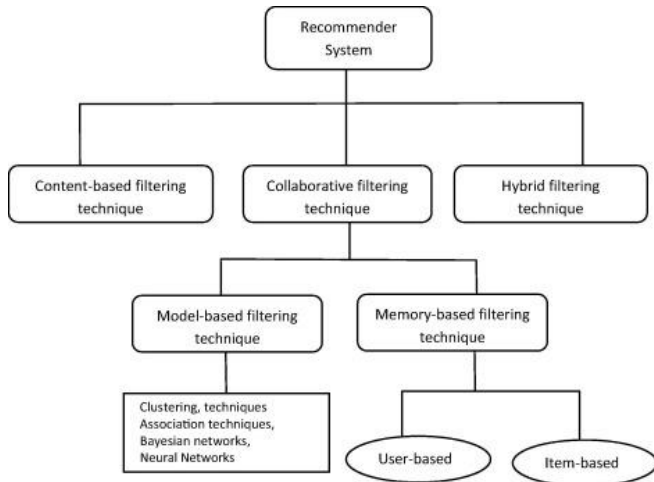 Recommender
System
Content-based filtering
technique
Collaborative filtering
technique
Hybrid filtering
technique
Model-based filtering
technique
Memory-based filtering
technique
Clustering, techniques
Association techniques,
Bayesian networks,
Neural Networks
User-based
Item-based